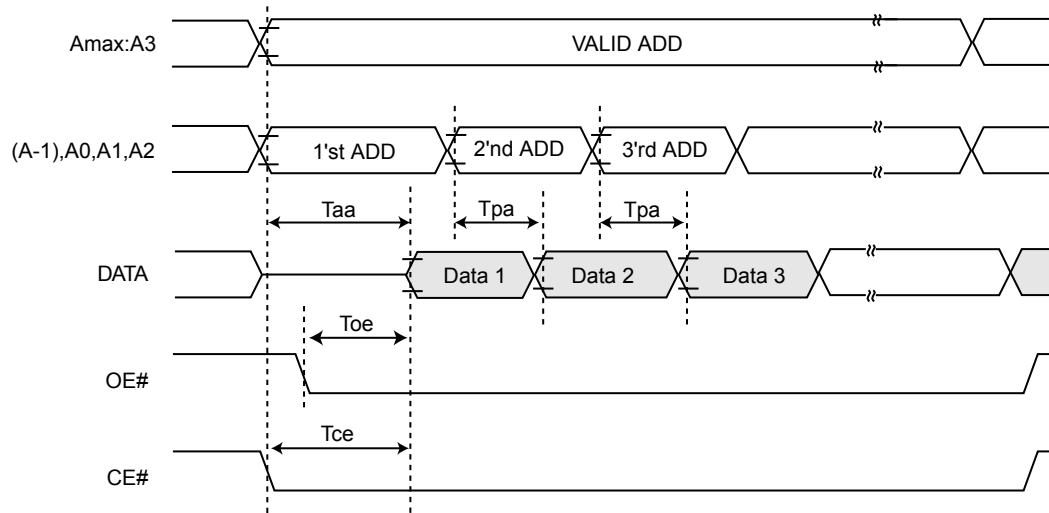 Amax:A3
VALID ADD
(A-1),A0,A1,A2
1'st ADD
2'nd ADD
3'rd ADD
Taa
Tpa
Tpa
DATA
Data 1
Data 2
Data 3
Toe
OE#
Tce
CE#